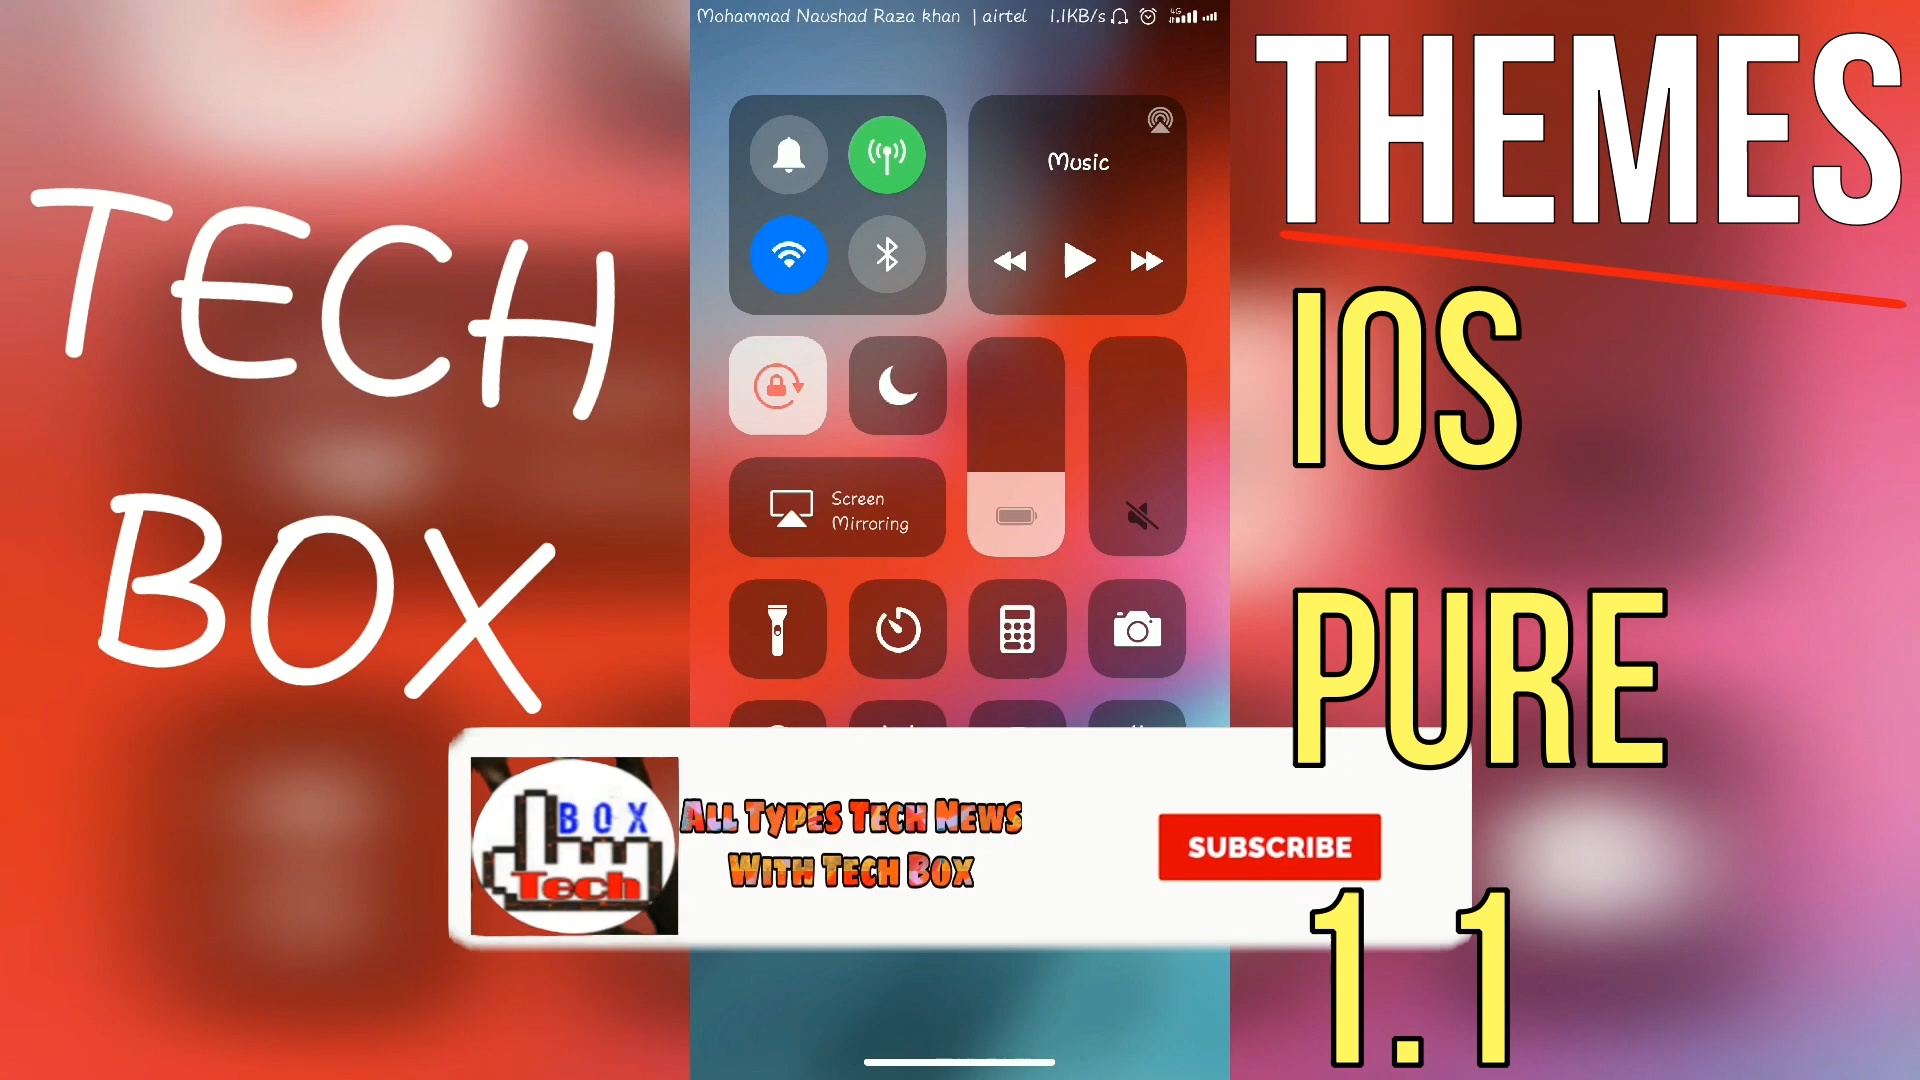 Mohammad Naushad Raza khan | airtel 1.1KB/s 4G
THEMES
Music
TECH
BOX
IOS
Screen
Mirroring
PURE
BOX
Tech
All Types Tech News
With Tech Box
SUBSCRIBE
1.1